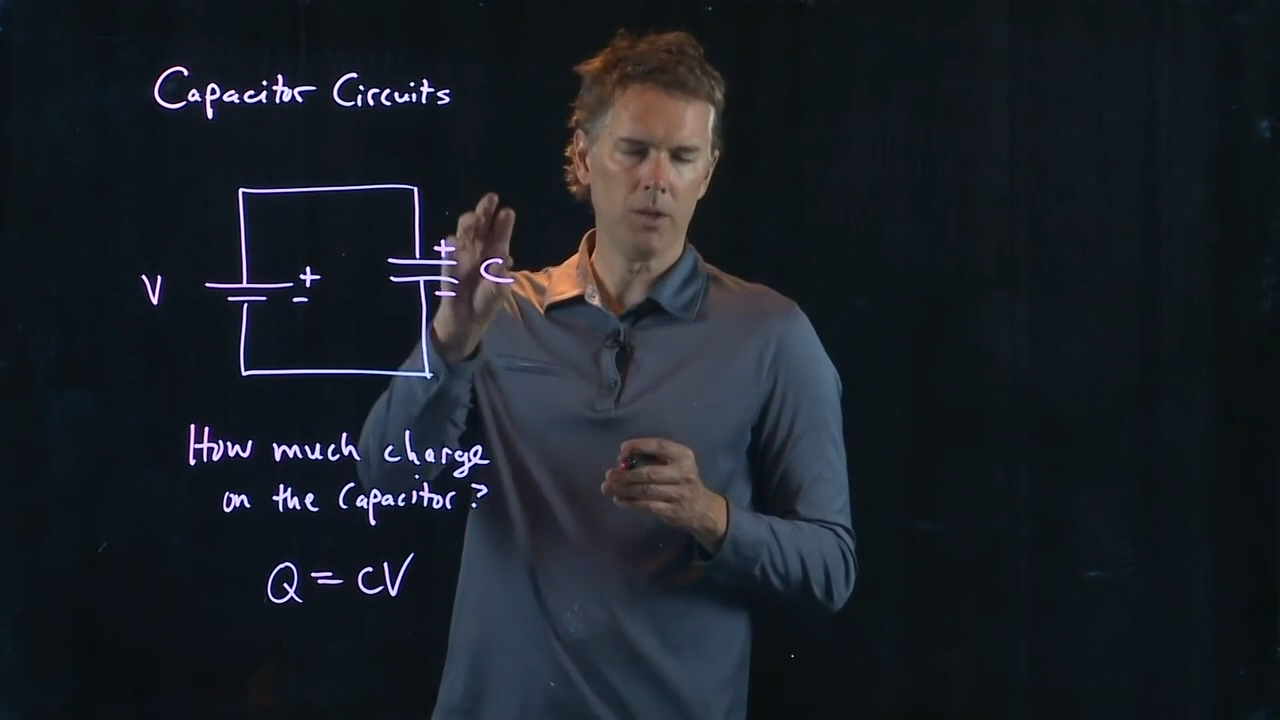 Capacitor Circuits
V
+
-
+
-
C
How much charge
on the Capacitor?
Q = CV